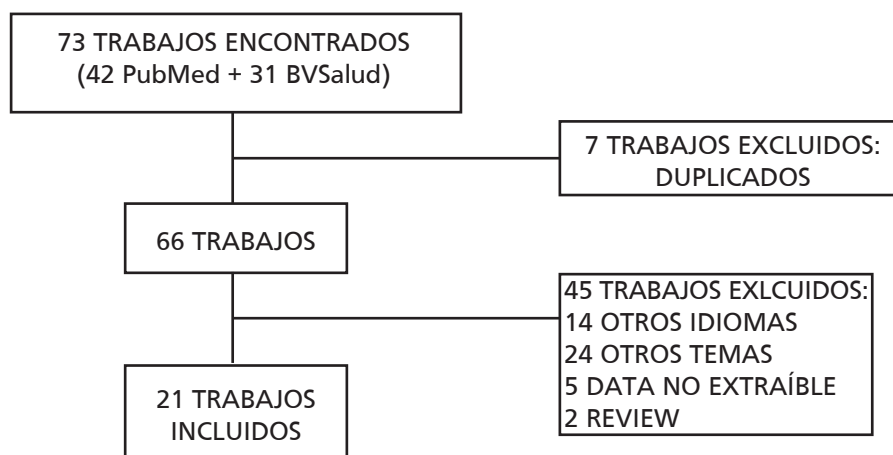 73 TRABAJOS ENCONTRADOS
(42 PubMed + 31 BVSalud)
7 TRABAJOS EXCLUIDOS:
DUPLICADOS
66 TRABAJOS
45 TRABAJOS EXLCUIDOS:
14 OTROS IDIOMAS
24 OTROS TEMAS
5 DATA NO EXTRAÍBLE
2 REVIEW
21 TRABAJOS
INCLUIDOS